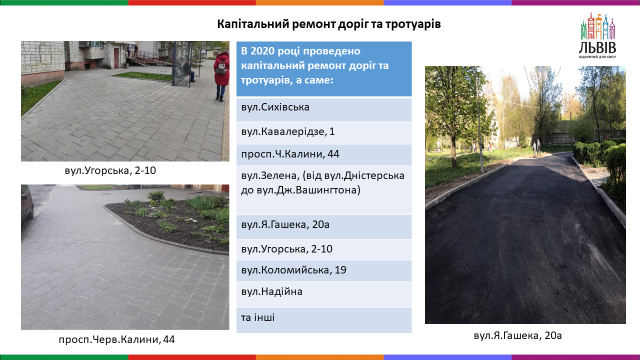 Капітальний ремонт доріг та тротуарів
ЛЬВІВ
ВІДКРИТИЙ ДЛЯ СВІТУ
В 2020 році проведено
капітальний ремонт доріг та
тротуарів, а саме:
вул.Сихівська
вул.Кавалерідзе, 1
просп.Ч.Калини, 44
вул.Зелена, (від вул.Дністерська
до вул.Дж.Вашингтона)
вул.Я.Гашека, 20а
вул.Угорська, 2-10
вул.Коломийська, 19
вул.Надійна
та інші
вул.Угорська, 2-10
просп.Черв.Калини, 44
вул.Я.Гашека, 20а